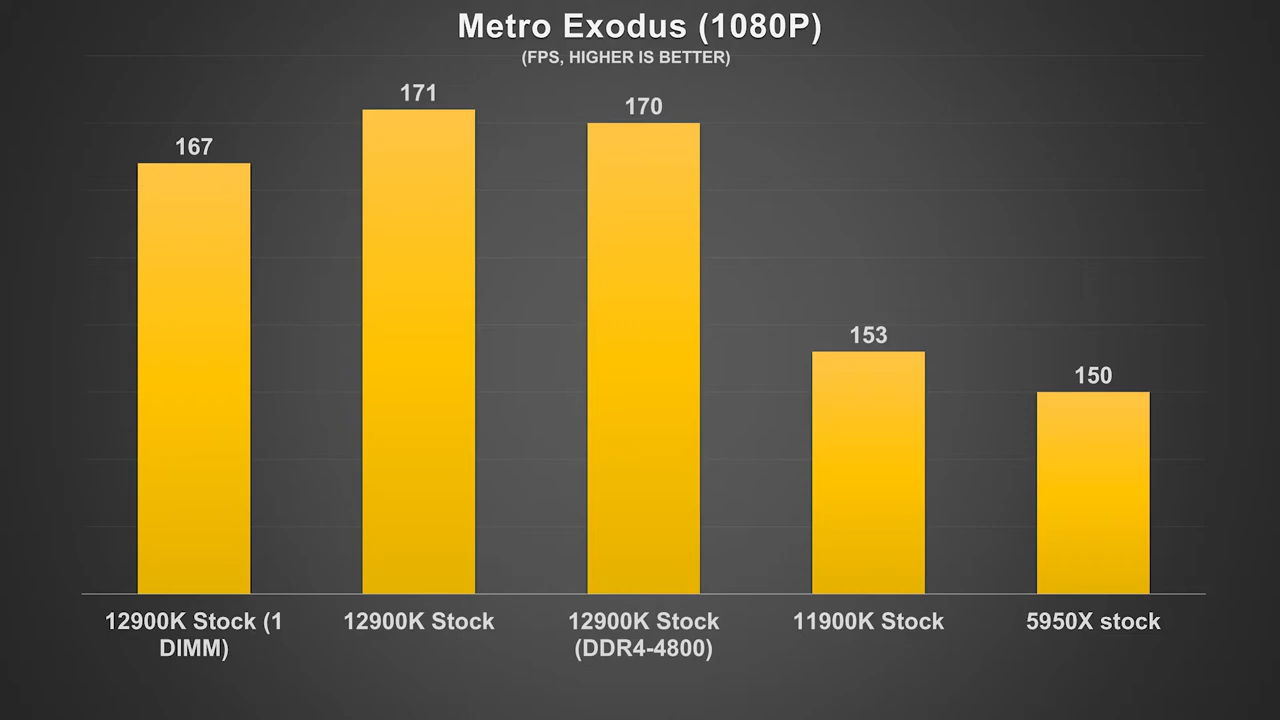 Metro Exodus (1080P)
(FPS, HIGHER IS BETTER)
167
171
170
153
150
12900K Stock (1
DIMM)
12900K Stock
12900K Stock
(DDR4-4800)
11900K Stock
5950X stock